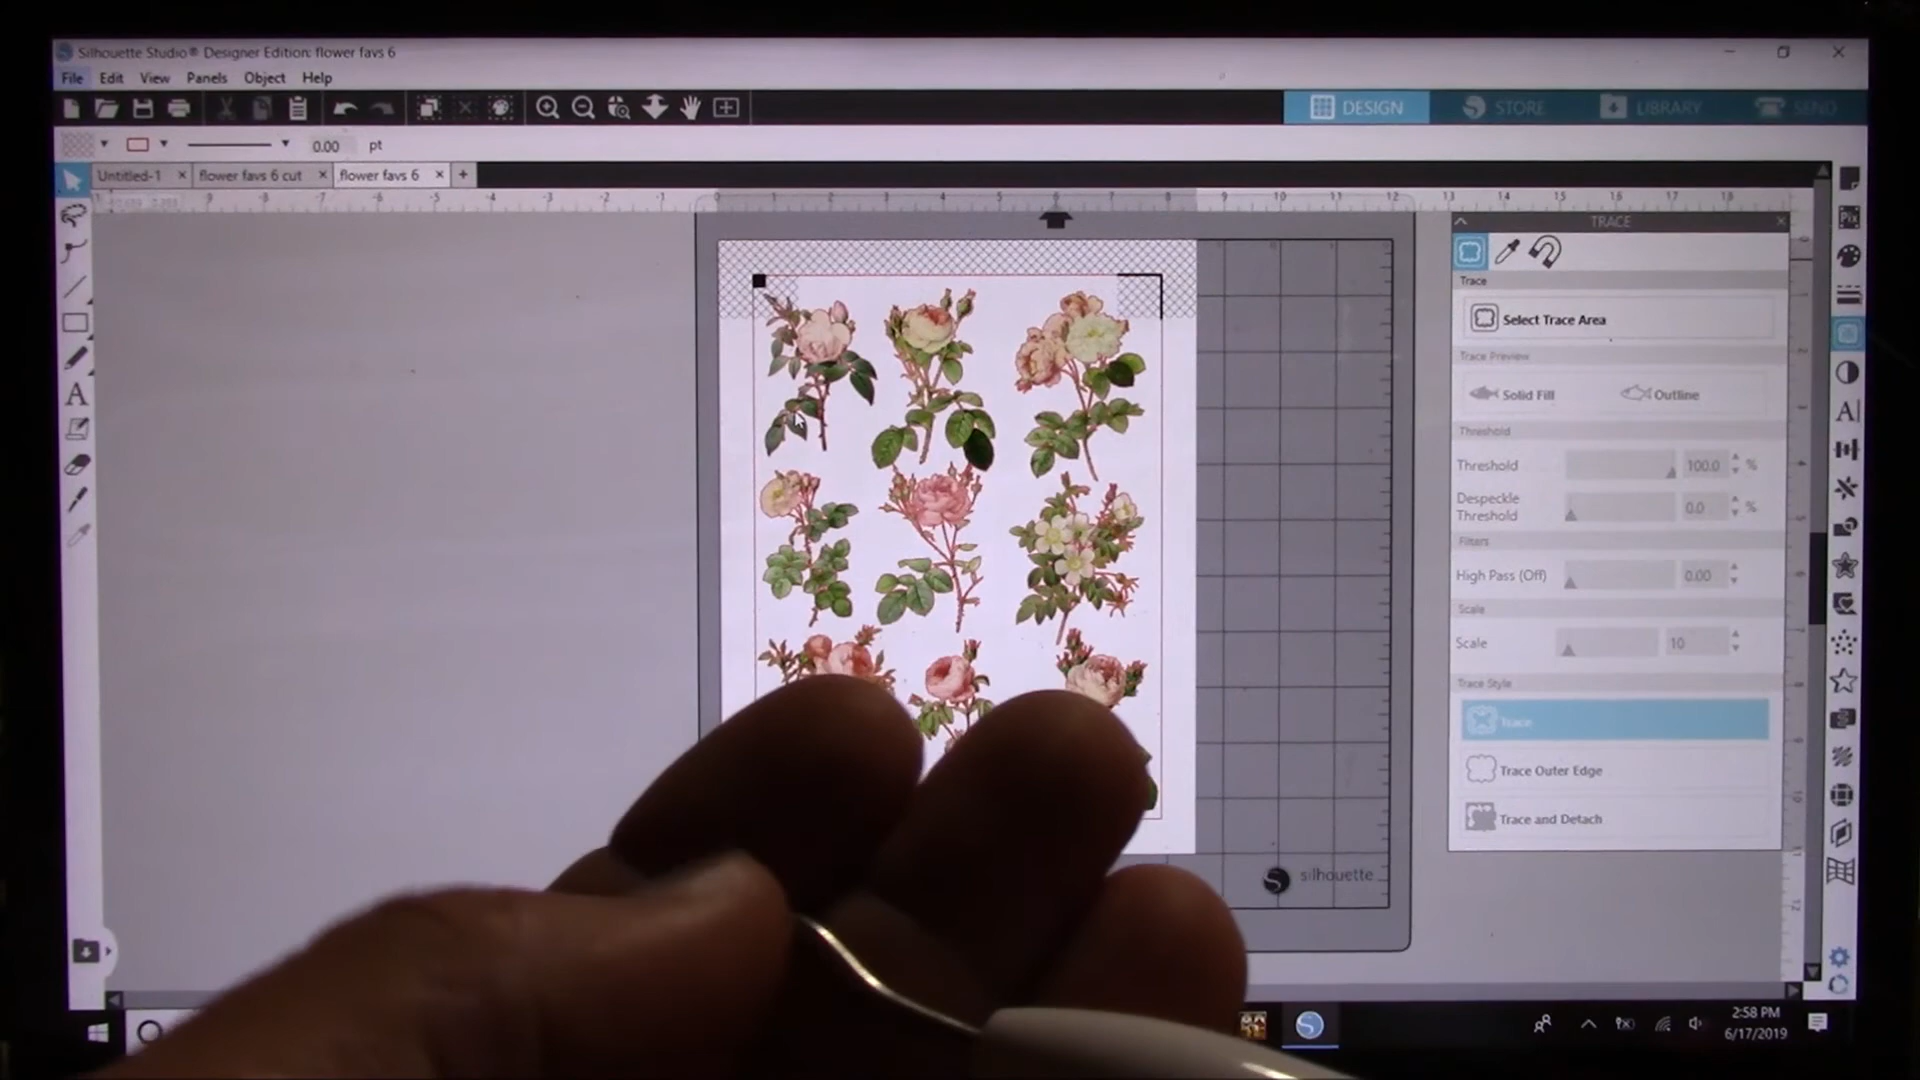 Silhouette Studio® Designer Edition: flower favs 6
File Edit View Panels Object Help
DESIGN STORE LIBRARY SEND
0.00 pt
Untitled-1 flower favs 6 cut flower favs 6
TRACE
Trace
Select Trace Area
Trace Preview
Solid Fill Outline
Threshold
Threshold 100.0 %
Despeckle
Threshold 0.0 %
Filters
High Pass (Off) 0.00
Scale
Scale 10
Trace Style
Trace
Trace Outer Edge
Trace and Detach
silhouette
2:58 PM
6/17/2019